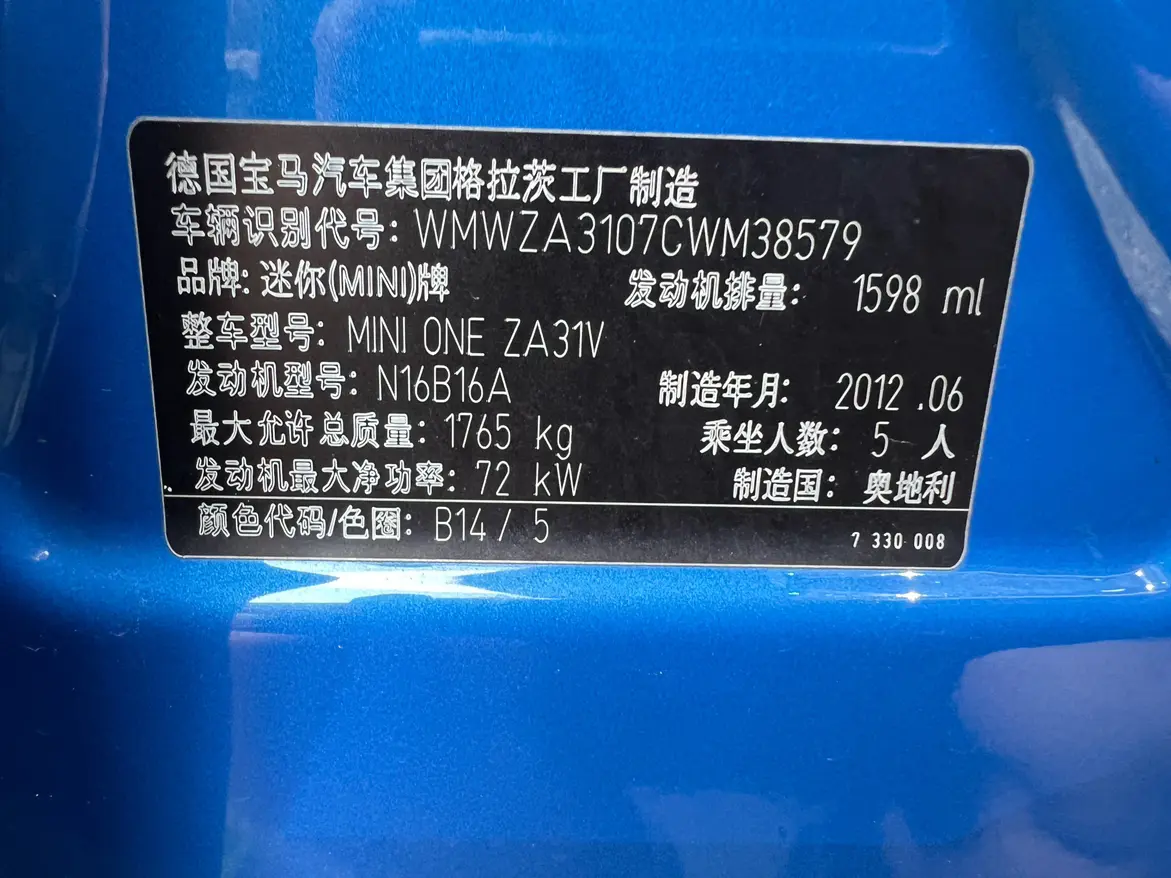 德国宝马汽车集团格拉茨工厂制造
车辆识别代号: WMWZA3107CWM38579
品牌: 迷你(MINI)牌 发动机排量: 1598 ml
整车型号: MINI ONE ZA31V
发动机型号: N16B16A 制造年月: 2012.06
最大允许总质量: 1765 kg 乘坐人数: 5 人
发动机最大净功率: 72 kW 制造国: 奥地利
颜色代码/色圈: B14 / 5 7 330 008